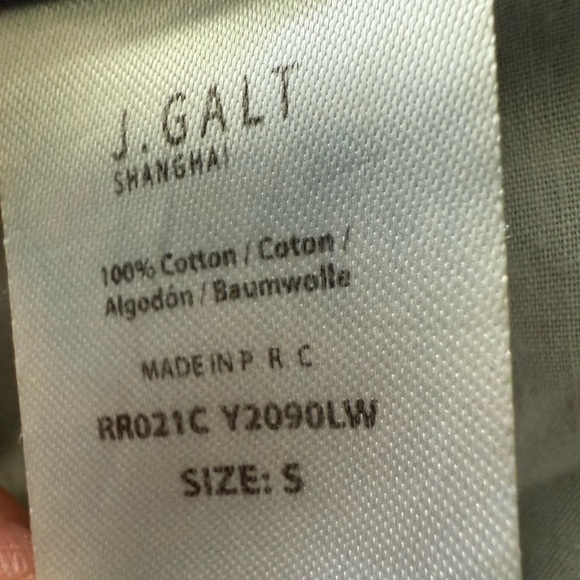 J.GALT
SHANGHAI
100% Cotton / Coton /
Algodón / Baumwolle
MADE IN P R C
RR021C Y2090LW
SIZE: S